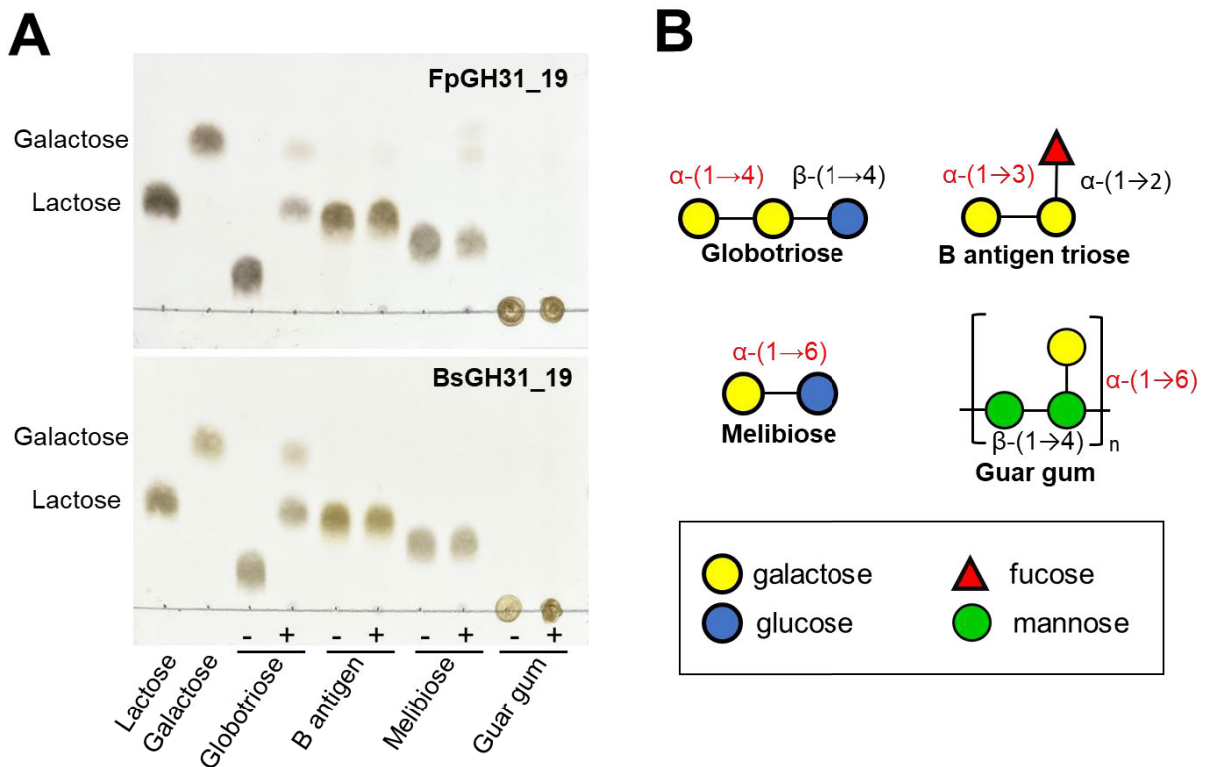 A
FpGH31_19
Galactose
Lactose
BsGH31_19
Galactose
Lactose
- + - + - + - +
Lactose
Galactose
Globotriose
B antigen
Melibiose
Guar gum
B
α-(1→4) β-(1→4)
Globotriose
α-(1→3) α-(1→2)
B antigen triose
α-(1→6)
Melibiose
α-(1→6)
β-(1→4) n
Guar gum
galactose
fucose
glucose
mannose